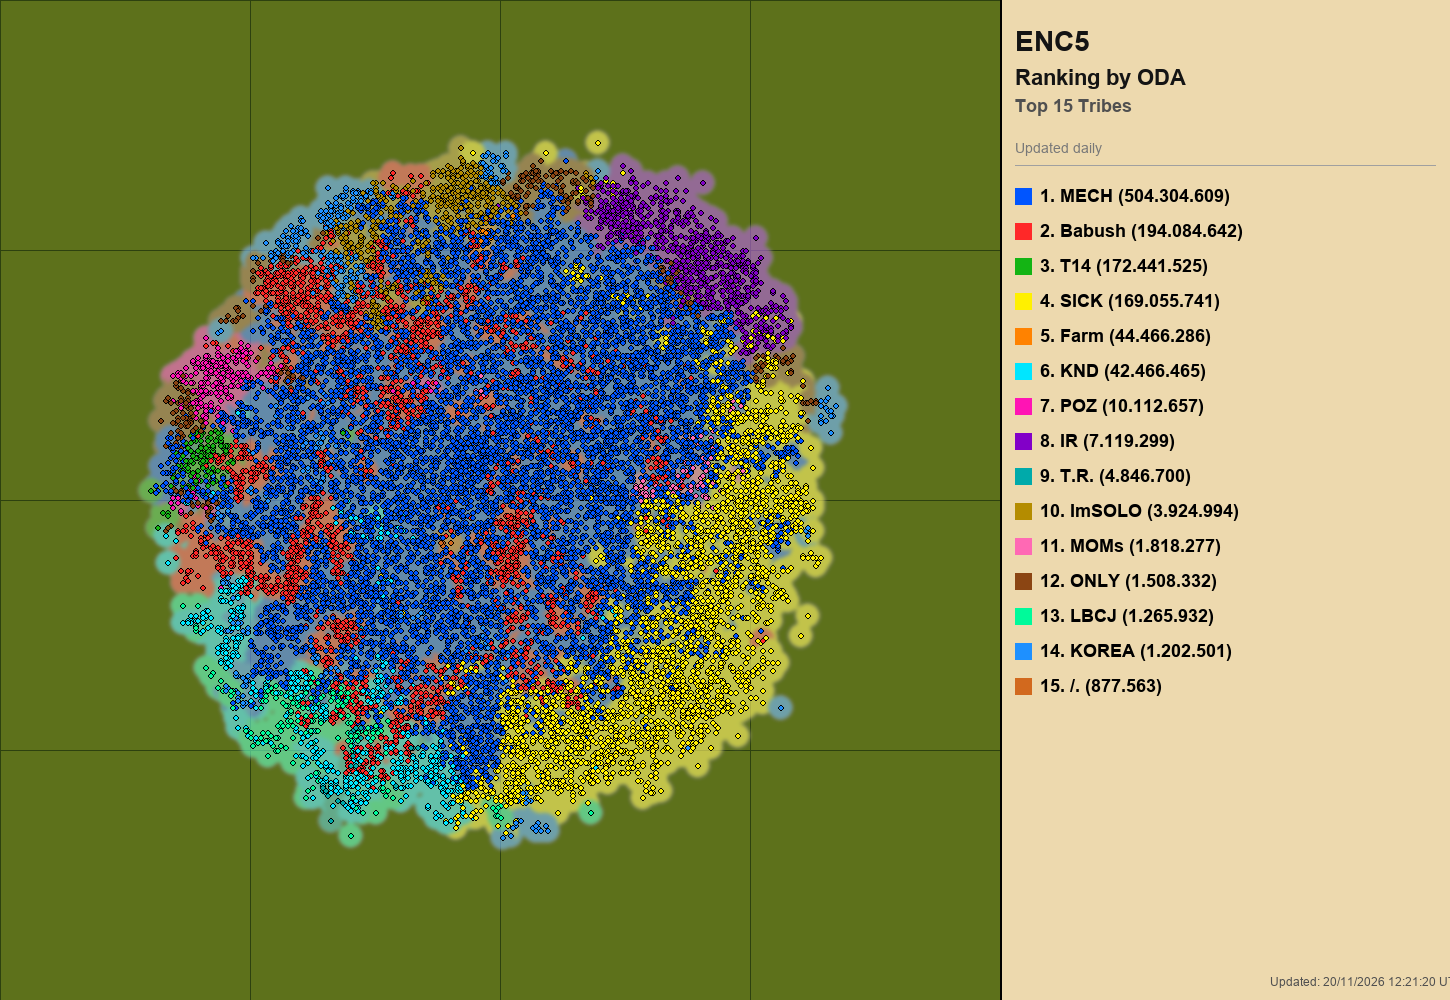 ENC5
Ranking by ODA
Top 15 Tribes
Updated daily
1. MECH (504.304.609)
2. Babush (194.084.642)
3. T14 (172.441.525)
4. SICK (169.055.741)
5. Farm (44.466.286)
6. KND (42.466.465)
7. POZ (10.112.657)
8. IR (7.119.299)
9. T.R. (4.846.700)
10. ImSOLO (3.924.994)
11. MOMs (1.818.277)
12. ONLY (1.508.332)
13. LBCJ (1.265.932)
14. KOREA (1.202.501)
15. /. (877.563)
Updated: 20/11/2026 12:21:20 U